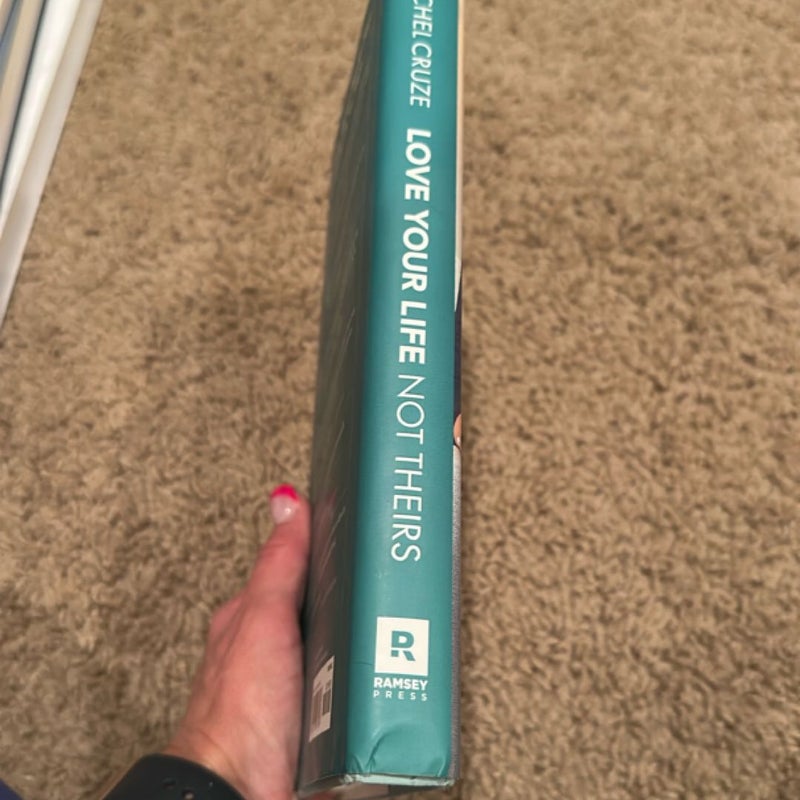 CHEL CRUZE LOVE YOUR LIFE NOT THEIRS
R
RAMSEY
PRESS